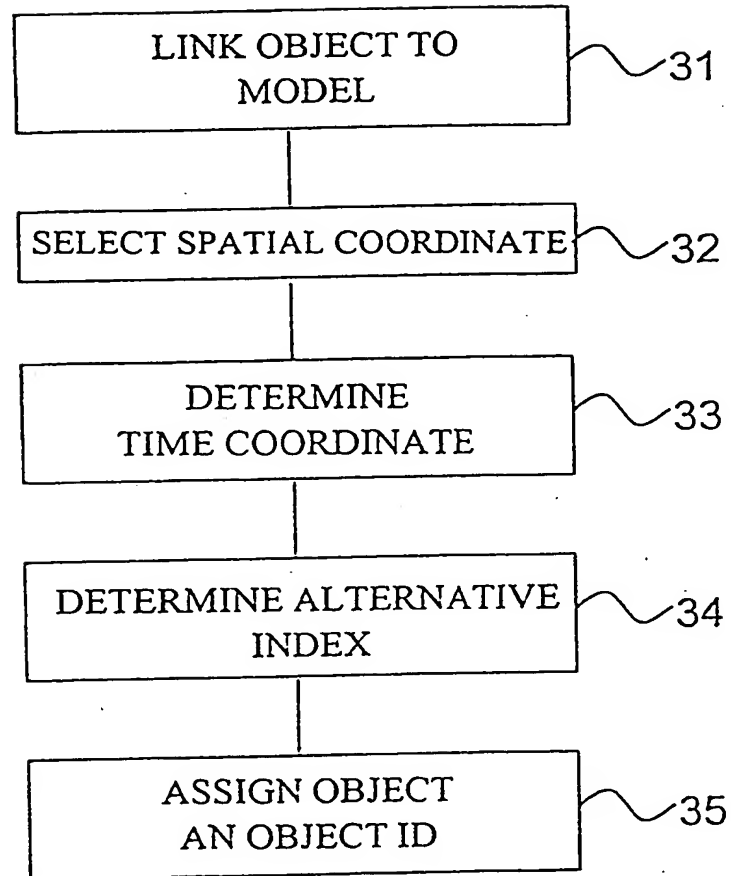 LINK OBJECT TO
MODEL
31
SELECT SPATIAL COORDINATE
32
DETERMINE
TIME COORDINATE
33
DETERMINE ALTERNATIVE
INDEX
34
ASSIGN OBJECT
AN OBJECT ID
35